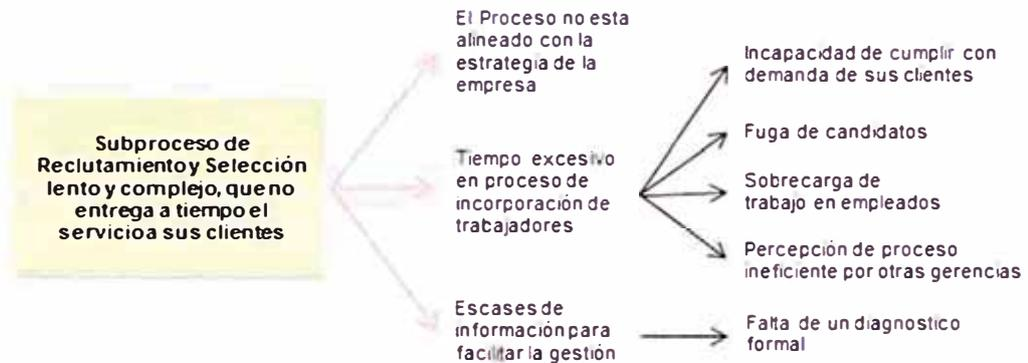 El Proceso no esta
alineado con la
estrategia de la
empresa
Subproceso de
Reclutamiento y Selección
lento y complejo, que no
entrega a tiempo el
servicio a sus clientes
Tiempo excesivo
en proceso de
incorporación de
trabajadores
Escases de
información para
facilitar la gestión
Incapacidad de cumplir con
demanda de sus clientes
Fuga de candidatos
Sobrecarga de
trabajo en empleados
Percepción de proceso
ineficiente por otras gerencias
Falta de un diagnostico
formal